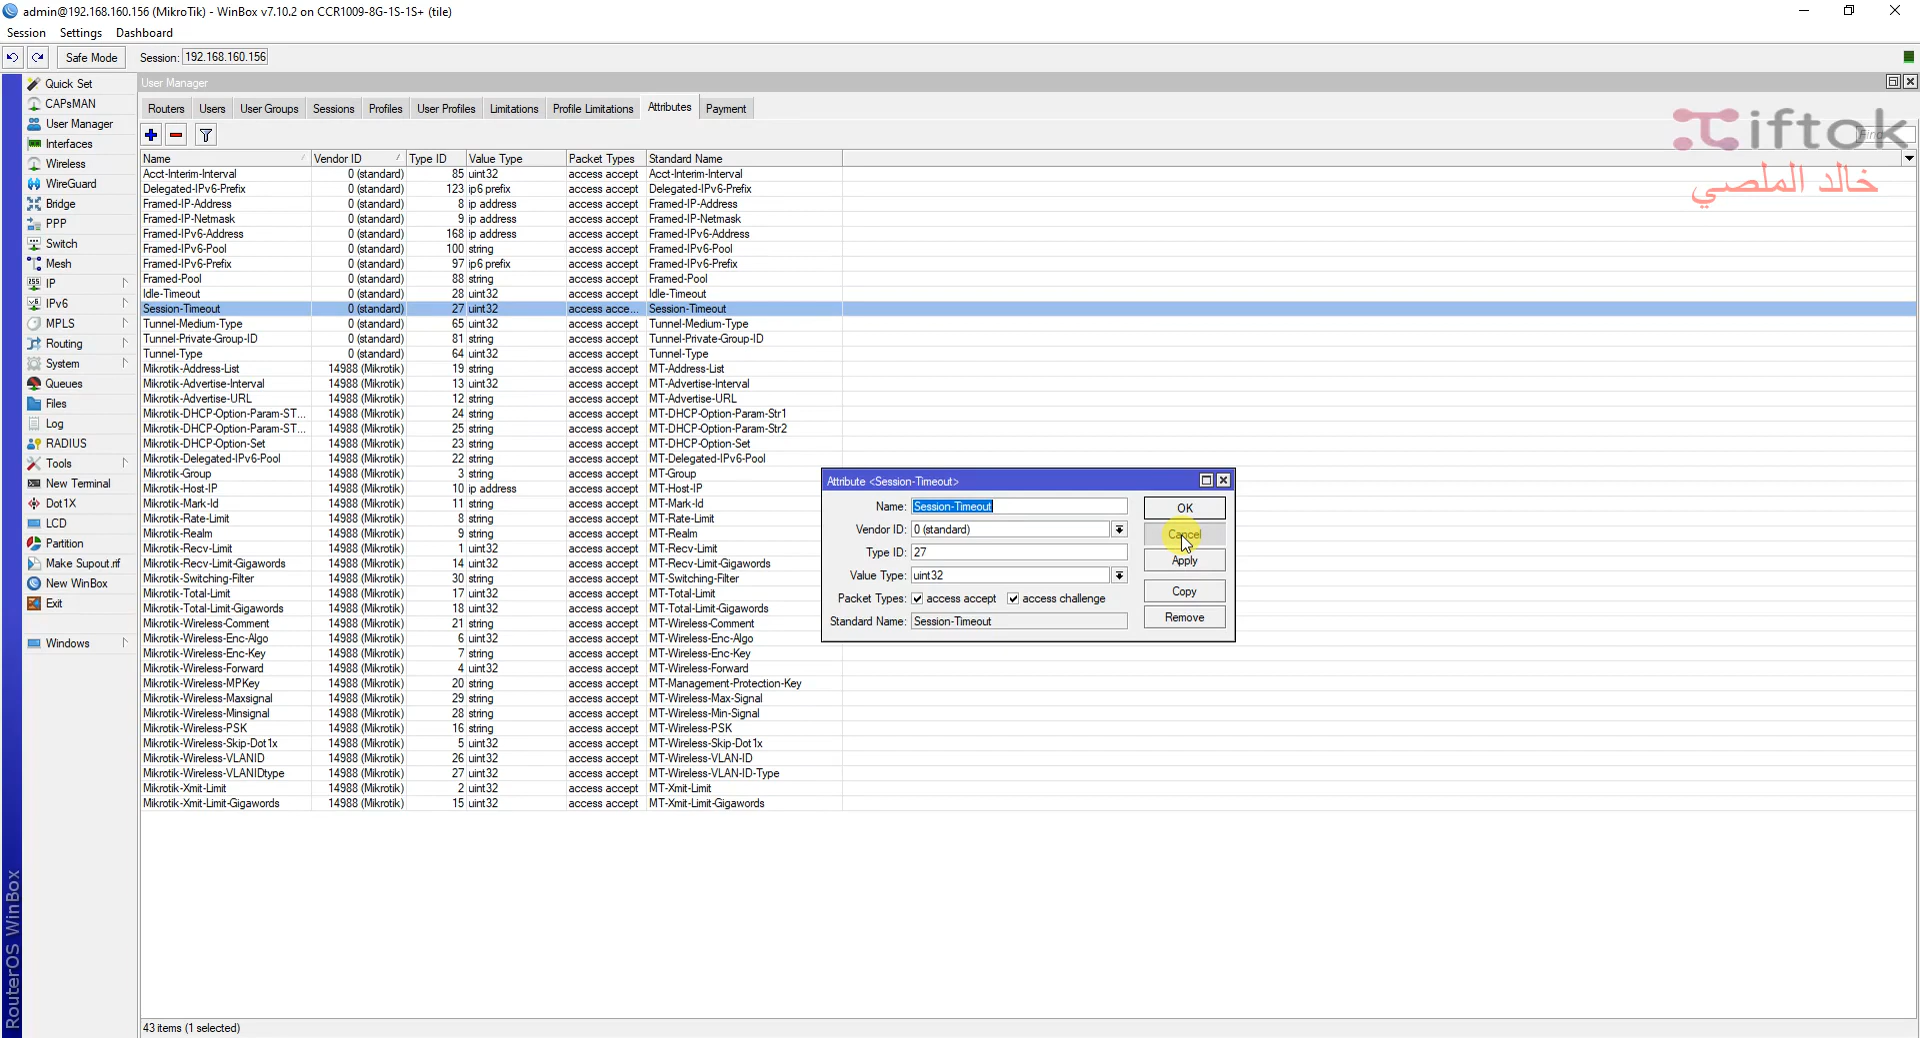 admin@192.168.160.156 (MikroTik) - WinBox v7.10.2 on CCR1009-8G-1S-1S+ (tile)
Session Settings Dashboard
Safe Mode Session: 192.168.160.156
Quick Set
CAPsMAN
User Manager
Interfaces
Wireless
WireGuard
Bridge
PPP
Switch
Mesh
IP
IPv6
MPLS
Routing
System
Queues
Files
Log
RADIUS
Tools
New Terminal
Dot1X
LCD
Partition
Make Supout.rif
New WinBox
Exit
Windows
RouterOS WinBox
User Manager
Routers Users User Groups Sessions Profiles User Profiles Limitations Profile Limitations Attributes Payment
Find
iftok
خالد الملصي
Name Vendor ID Type ID Value Type Packet Types Standard Name
Acct-Interim-Interval 0 (standard) 85 uint32 access accept Acct-Interim-Interval
Delegated-IPv6-Prefix 0 (standard) 123 ip6 prefix access accept Delegated-IPv6-Prefix
Framed-IP-Address 0 (standard) 8 ip address access accept Framed-IP-Address
Framed-IP-Netmask 0 (standard) 9 ip address access accept Framed-IP-Netmask
Framed-IPv6-Address 0 (standard) 168 ip address access accept Framed-IPv6-Address
Framed-IPv6-Pool 0 (standard) 100 string access accept Framed-IPv6-Pool
Framed-IPv6-Prefix 0 (standard) 97 ip6 prefix access accept Framed-IPv6-Prefix
Framed-Pool 0 (standard) 88 string access accept Framed-Pool
Idle-Timeout 0 (standard) 28 uint32 access accept Idle-Timeout
Session-Timeout 0 (standard) 27 uint32 access acce... Session-Timeout
Tunnel-Medium-Type 0 (standard) 65 uint32 access accept Tunnel-Medium-Type
Tunnel-Private-Group-ID 0 (standard) 81 string access accept Tunnel-Private-Group-ID
Tunnel-Type 0 (standard) 64 uint32 access accept Tunnel-Type
Mikrotik-Address-List 14988 (Mikrotik) 19 string access accept MT-Address-List
Mikrotik-Advertise-Interval 14988 (Mikrotik) 13 uint32 access accept MT-Advertise-Interval
Mikrotik-Advertise-URL 14988 (Mikrotik) 12 string access accept MT-Advertise-URL
Mikrotik-DHCP-Option-Param-ST... 14988 (Mikrotik) 24 string access accept MT-DHCP-Option-Param-Str1
Mikrotik-DHCP-Option-Param-ST... 14988 (Mikrotik) 25 string access accept MT-DHCP-Option-Param-Str2
Mikrotik-DHCP-Option-Set 14988 (Mikrotik) 23 string access accept MT-DHCP-Option-Set
Mikrotik-Delegated-IPv6-Pool 14988 (Mikrotik) 22 string access accept MT-Delegated-IPv6-Pool
Mikrotik-Group 14988 (Mikrotik) 3 string access accept MT-Group
Mikrotik-Host-IP 14988 (Mikrotik) 10 ip address access accept MT-Host-IP
Mikrotik-Mark-Id 14988 (Mikrotik) 11 string access accept MT-Mark-Id
Mikrotik-Rate-Limit 14988 (Mikrotik) 8 string access accept MT-Rate-Limit
Mikrotik-Realm 14988 (Mikrotik) 9 string access accept MT-Realm
Mikrotik-Recv-Limit 14988 (Mikrotik) 1 uint32 access accept MT-Recv-Limit
Mikrotik-Recv-Limit-Gigawords 14988 (Mikrotik) 14 uint32 access accept MT-Recv-Limit-Gigawords
Mikrotik-Switching-Filter 14988 (Mikrotik) 30 string access accept MT-Switching-Filter
Mikrotik-Total-Limit 14988 (Mikrotik) 17 uint32 access accept MT-Total-Limit
Mikrotik-Total-Limit-Gigawords 14988 (Mikrotik) 18 uint32 access accept MT-Total-Limit-Gigawords
Mikrotik-Wireless-Comment 14988 (Mikrotik) 21 string access accept MT-Wireless-Comment
Mikrotik-Wireless-Enc-Algo 14988 (Mikrotik) 6 uint32 access accept MT-Wireless-Enc-Algo
Mikrotik-Wireless-Enc-Key 14988 (Mikrotik) 7 string access accept MT-Wireless-Enc-Key
Mikrotik-Wireless-Forward 14988 (Mikrotik) 4 uint32 access accept MT-Wireless-Forward
Mikrotik-Wireless-MPKey 14988 (Mikrotik) 20 string access accept MT-Management-Protection-Key
Mikrotik-Wireless-Maxsignal 14988 (Mikrotik) 29 string access accept MT-Wireless-Max-Signal
Mikrotik-Wireless-Minsignal 14988 (Mikrotik) 28 string access accept MT-Wireless-Min-Signal
Mikrotik-Wireless-PSK 14988 (Mikrotik) 16 string access accept MT-Wireless-PSK
Mikrotik-Wireless-Skip-Dot1x 14988 (Mikrotik) 5 uint32 access accept MT-Wireless-Skip-Dot1x
Mikrotik-Wireless-VLANID 14988 (Mikrotik) 26 uint32 access accept MT-Wireless-VLAN-ID
Mikrotik-Wireless-VLANIDtype 14988 (Mikrotik) 27 uint32 access accept MT-Wireless-VLAN-ID-Type
Mikrotik-Xmit-Limit 14988 (Mikrotik) 2 uint32 access accept MT-Xmit-Limit
Mikrotik-Xmit-Limit-Gigawords 14988 (Mikrotik) 15 uint32 access accept MT-Xmit-Limit-Gigawords
Attribute <Session-Timeout>
Name: Session-Timeout OK
Vendor ID: 0 (standard) Cancel
Type ID: 27 Apply
Value Type: uint32
Packet Types: access accept access challenge Copy
Standard Name: Session-Timeout Remove
43 items (1 selected)